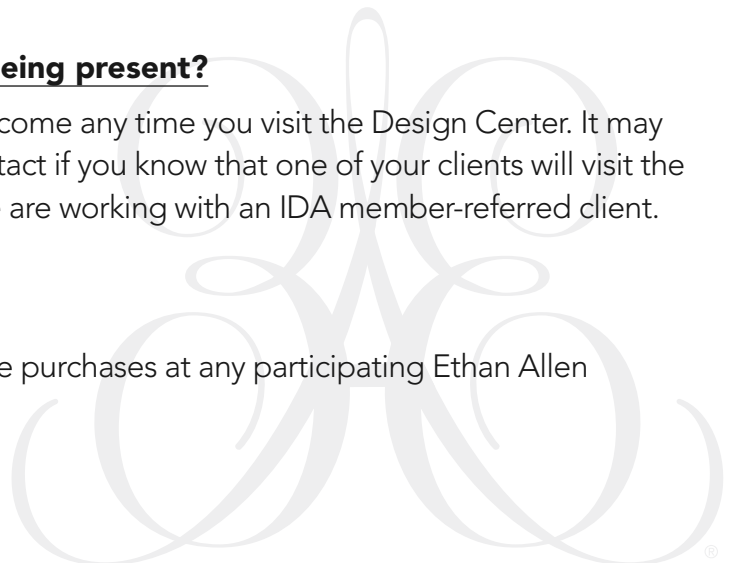 eing present?
come any time you visit the Design Center. It may
tact if you know that one of your clients will visit the
are working with an IDA member-referred client.
e purchases at any participating Ethan Allen
®